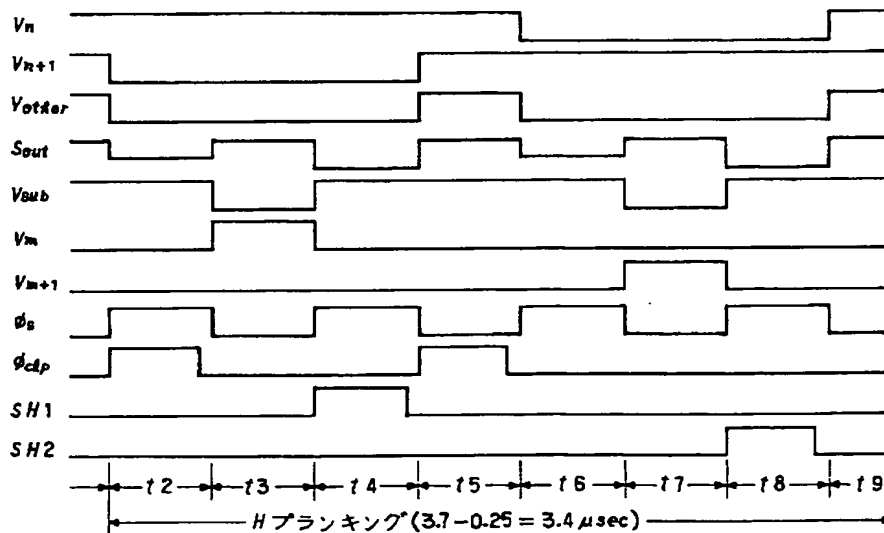 Vn
Vn+1
Vother
Sout
Vsub
Vm
Vm+1
φs
φclp
SH1
SH2
t2 t3 t4 t5 t6 t7 t8 t9
Hブランキング(3.7-0.25=3.4μsec)